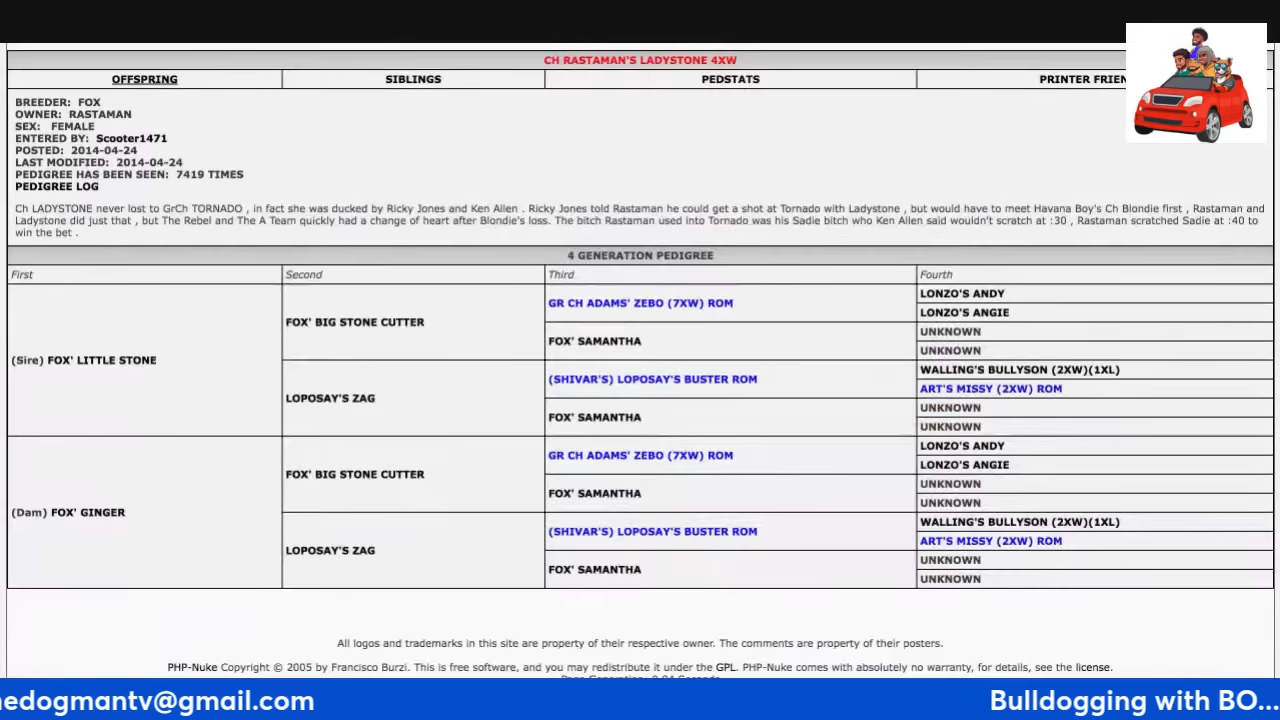 CH RASTAMAN'S LADYSTONE 4XW
OFFSPRING SIBLINGS PEDSTATS PRINTER FRIEN
BREEDER: FOX
OWNER: RASTAMAN
SEX: FEMALE
ENTERED BY: Scooter1471
POSTED: 2014-04-24
LAST MODIFIED: 2014-04-24
PEDIGREE HAS BEEN SEEN: 7419 TIMES
PEDIGREE LOG
Ch LADYSTONE never lost to GrCh TORNADO , in fact she was ducked by Ricky Jones and Ken Allen . Ricky Jones told Rastaman he could get a shot at Tornado with Ladystone , but would have to meet Havana Boy's Ch Blondie first , Rastaman and
Ladystone did just that , but The Rebel and The A Team quickly had a change of heart after Blondie's loss. The bitch Rastaman used into Tornado was his Sadie bitch who Ken Allen said wouldn't scratch at :30 , Rastaman scratched Sadie at :40 to
win the bet .
4 GENERATION PEDIGREE
First Second Third Fourth
(Sire) FOX' LITTLE STONE
FOX' BIG STONE CUTTER
GR CH ADAMS' ZEBO (7XW) ROM
LONZO'S ANDY
LONZO'S ANGIE
FOX' SAMANTHA
UNKNOWN
UNKNOWN
LOPOSAY'S ZAG
(SHIVAR'S) LOPOSAY'S BUSTER ROM
WALLING'S BULLYSON (2XW)(1XL)
ART'S MISSY (2XW) ROM
FOX' SAMANTHA
UNKNOWN
UNKNOWN
(Dam) FOX' GINGER
FOX' BIG STONE CUTTER
GR CH ADAMS' ZEBO (7XW) ROM
LONZO'S ANDY
LONZO'S ANGIE
FOX' SAMANTHA
UNKNOWN
UNKNOWN
LOPOSAY'S ZAG
(SHIVAR'S) LOPOSAY'S BUSTER ROM
WALLING'S BULLYSON (2XW)(1XL)
ART'S MISSY (2XW) ROM
FOX' SAMANTHA
UNKNOWN
UNKNOWN
All logos and trademarks in this site are property of their respective owner. The comments are property of their posters.
PHP-Nuke Copyright © 2005 by Francisco Burzi. This is free software, and you may redistribute it under the GPL. PHP-Nuke comes with absolutely no warranty, for details, see the license.
edogmantv@gmail.com Bulldogging with BO...